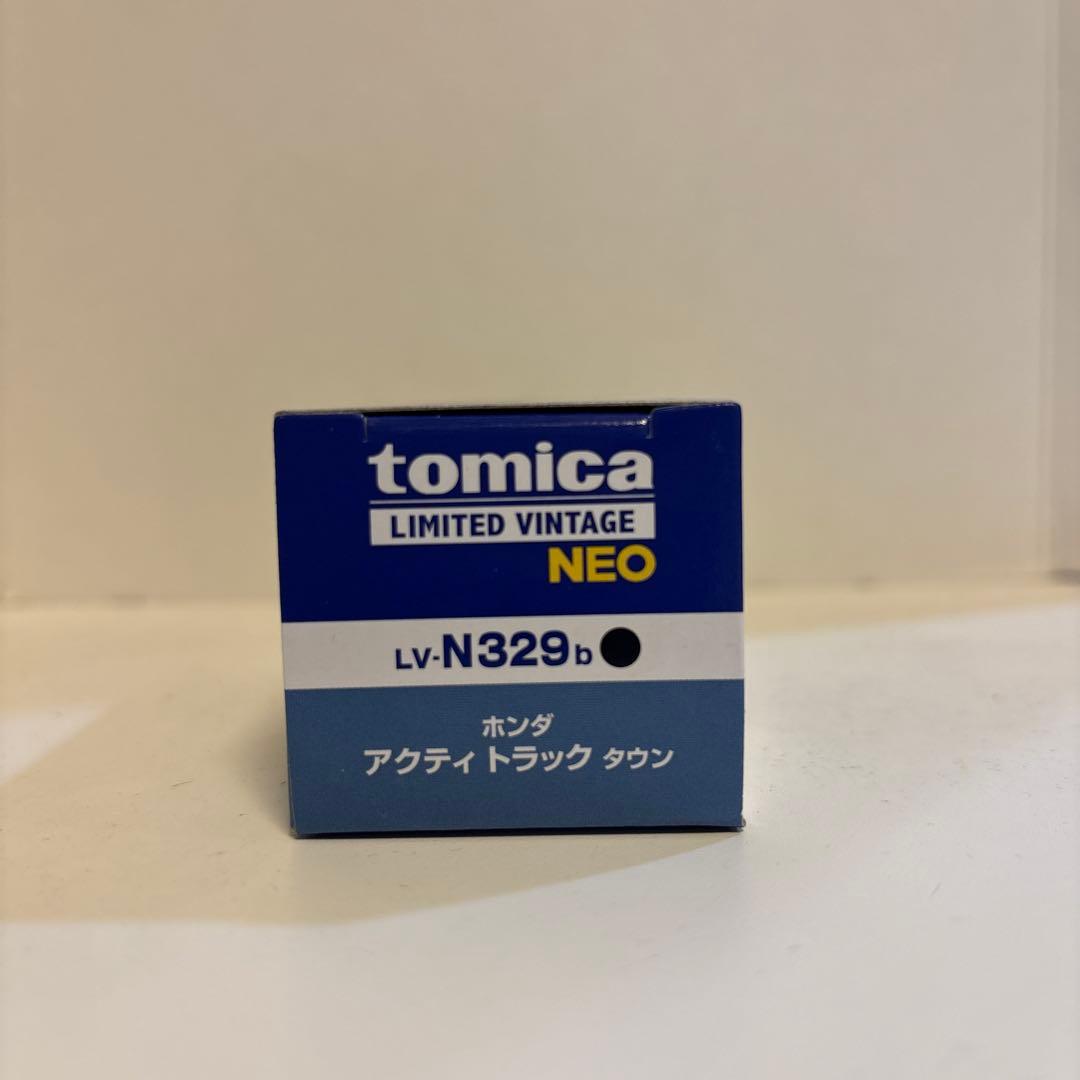 tomica
LIMITED VINTAGE
NEO
LV-N329b
ホンダ
アクティ トラック タウン